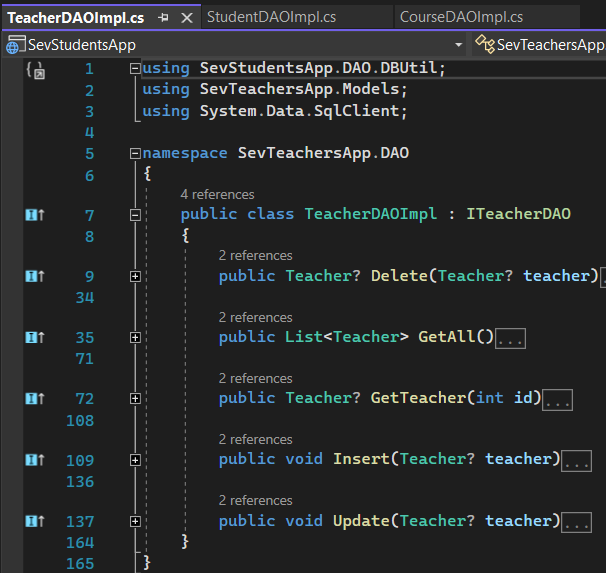 TeacherDAOImpl.cs StudentDAOImpl.cs CourseDAOImpl.cs
SevStudentsApp SevTeachersApp
1 using SevStudentsApp.DAO.DBUtil;
2 using SevTeachersApp.Models;
3 using System.Data.SqlClient;
4
5 namespace SevTeachersApp.DAO
6 {
4 references
7 public class TeacherDAOImpl : ITeacherDAO
8 {
2 references
9 public Teacher? Delete(Teacher? teacher)
34
2 references
35 public List<Teacher> GetAll()...
71
2 references
72 public Teacher? GetTeacher(int id)...
108
2 references
109 public void Insert(Teacher? teacher)...
136
2 references
137 public void Update(Teacher? teacher)...
164 }
165 }